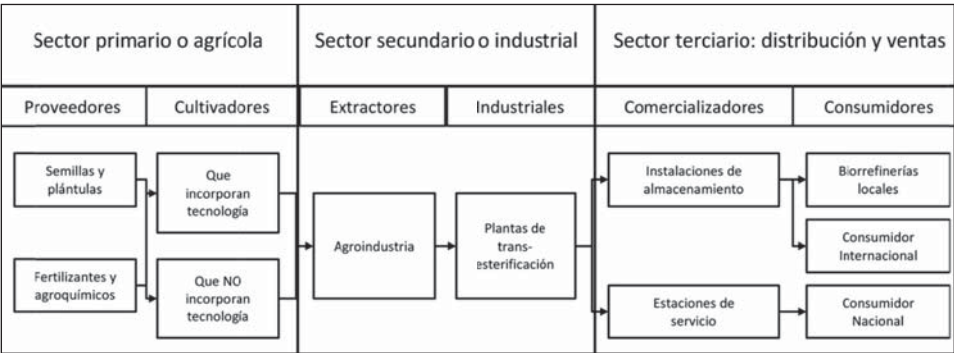 Sector primario o agrícola
Sector secundario o industrial
Sector terciario: distribución y ventas
Proveedores
Cultivadores
Extractores
Industriales
Comercializadores
Consumidores
Semillas y
plántulas
Fertilizantes y
agroquímicos
Que
incorporan
tecnología
Que NO
incorporan
tecnología
Agroindustria
Plantas de
trans-
esterificación
Instalaciones de
almacenamiento
Estaciones de
servicio
Biorrefinerías
locales
Consumidor
Internacional
Consumidor
Nacional